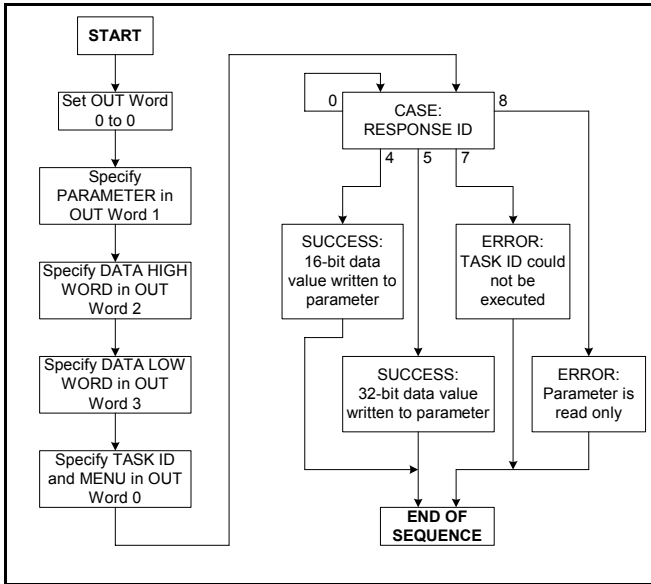 START
Set OUT Word
0 to 0
Specify
PARAMETER in
OUT Word 1
Specify DATA HIGH
WORD in OUT
Word 2
Specify DATA LOW
WORD in OUT
Word 3
Specify TASK ID
and MENU in OUT
Word 0
0
CASE:
RESPONSE ID
8
4
5
7
SUCCESS:
16-bit data
value written to
parameter
ERROR:
TASK ID could
not be
executed
SUCCESS:
32-bit data value
written to parameter
ERROR:
Parameter is
read only
END OF
SEQUENCE